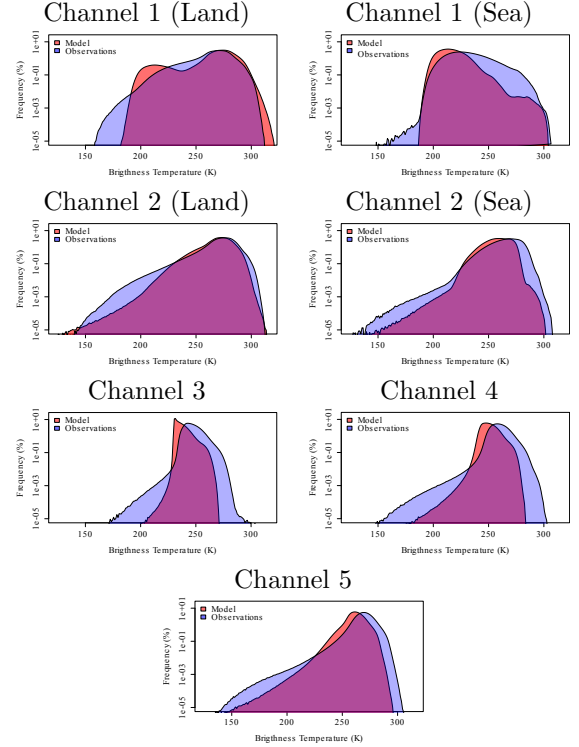 Channel 1 (Land)
Model
Observations
Frequency (%)
1e+01
1e-01
1e-03
1e-05
150 200 250 300
Brigthness Temperature (K)
Channel 1 (Sea)
Model
Observations
Frequency (%)
1e+01
1e-01
1e-03
1e-05
150 200 250 300
Brigthness Temperature (K)
Channel 2 (Land)
Model
Observations
Frequency (%)
1e+01
1e-01
1e-03
1e-05
150 200 250 300
Brigthness Temperature (K)
Channel 2 (Sea)
Model
Observations
Frequency (%)
1e+01
1e-01
1e-03
1e-05
150 200 250 300
Brigthness Temperature (K)
Channel 3
Model
Observations
Frequency (%)
1e+01
1e-01
1e-03
1e-05
150 200 250 300
Brigthness Temperature (K)
Channel 4
Model
Observations
Frequency (%)
1e+01
1e-01
1e-03
1e-05
150 200 250 300
Brigthness Temperature (K)
Channel 5
Model
Observations
Frequency (%)
1e+01
1e-01
1e-03
1e-05
150 200 250 300
Brigthness Temperature (K)